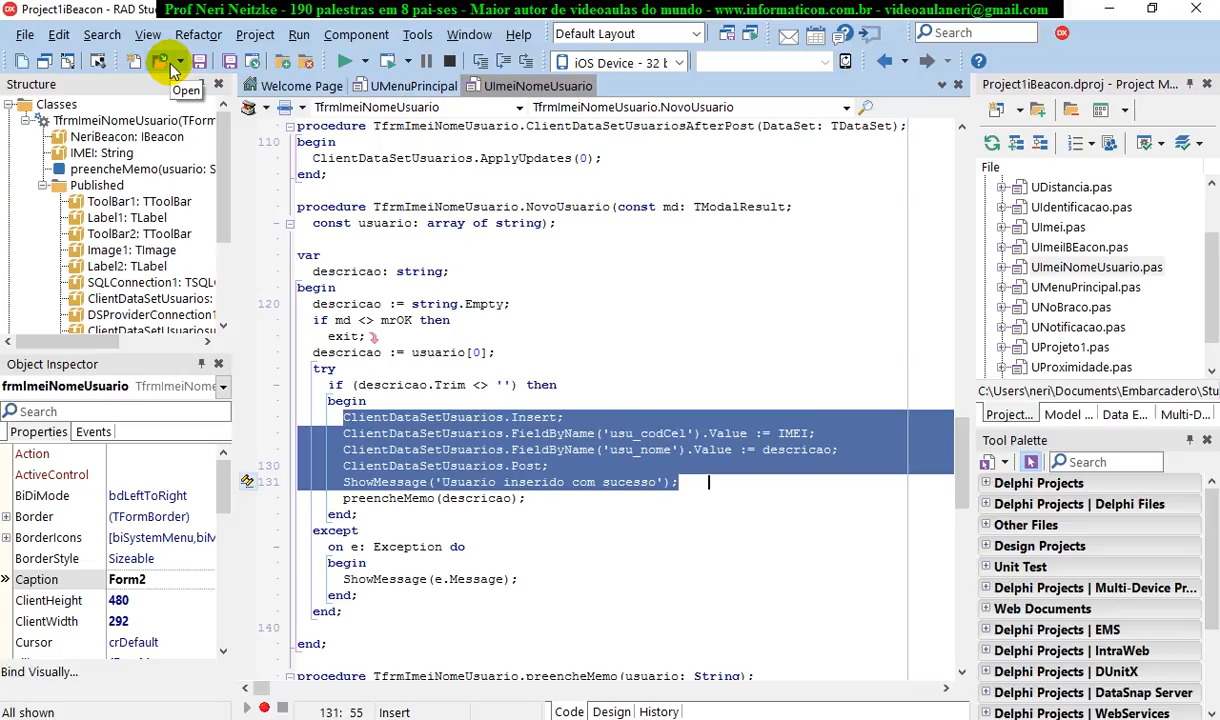 Project1iBeacon - RAD Stu
Prof Neri Neitzke - 190 palestras em 8 pai-ses - Maior autor de videoaulas do mundo - www.informaticon.com.br - videoaulaneri@gmail.com
File Edit Search View Refactor Project Run Component Tools Window Help
Default Layout
Search
iOS Device - 32 b
Open
Structure
Classes
TfrmImeiNomeUsuario(TForm
NeriBeacon: IBeacon
IMEI: String
preencheMemo(usuario: S
Published
ToolBar1: TToolBar
Label1: TLabel
ToolBar2: TToolBar
Image1: TImage
Label2: TLabel
SQLConnection1: TSQL
ClientDataSetUsuarios:
DSProviderConnection1
ClientDataSetUsuarios
Object Inspector
frmImeiNomeUsuario TfrmImeiNome
Search
Properties Events
Action
ActiveControl
BiDiMode bdLeftToRight
Border (TFormBorder)
BorderIcons [biSystemMenu,biM
BorderStyle Sizeable
Caption Form2
ClientHeight 480
ClientWidth 292
Cursor crDefault
Bind Visually...
All shown
Welcome Page UMenuPrincipal UImeiNomeUsuario
TfrmImeiNomeUsuario TfrmImeiNomeUsuario.NovoUsuario
procedure TfrmImeiNomeUsuario.ClientDataSetUsuariosAfterPost(DataSet: TDataSet);
110 begin
ClientDataSetUsuarios.ApplyUpdates(0);
end;
procedure TfrmImeiNomeUsuario.NovoUsuario(const md: TModalResult;
const usuario: array of string);
var
descricao: string;
begin
120 descricao := string.Empty;
if md <> mrOK then
exit;
descricao := usuario[0];
try
if (descricao.Trim <> '') then
begin
ClientDataSetUsuarios.Insert;
ClientDataSetUsuarios.FieldByName('usu_codCel').Value := IMEI;
ClientDataSetUsuarios.FieldByName('usu_nome').Value := descricao;
130 ClientDataSetUsuarios.Post;
131 ShowMessage('Usuario inserido com sucesso');
preencheMemo(descricao);
end;
except
on e: Exception do
begin
ShowMessage(e.Message);
end;
end;
140
end;
procedure TfrmImeiNomeUsuario.preencheMemo(usuario: String);
131: 55 Insert Code Design History
Project1iBeacon.dproj - Project M...
File
UDistancia.pas
UIdentificacao.pas
UImei.pas
UImeiIBEacon.pas
UImeiNomeUsuario.pas
UMenuPrincipal.pas
UNoBraco.pas
UNotificacao.pas
UProjeto1.pas
UProximidade.pas
C:\Users\neri\Documents\Embarcadero\Stu
Project... Model ... Data E... Multi-D...
Tool Palette
Search
Delphi Projects
Delphi Projects | Delphi Files
Other Files
Design Projects
Unit Test
Delphi Projects | Multi-Device Pr...
Web Documents
Delphi Projects | EMS
Delphi Projects | IntraWeb
Delphi Projects | DUnitX
Delphi Projects | DataSnap Server
Delphi Projects | WebServices